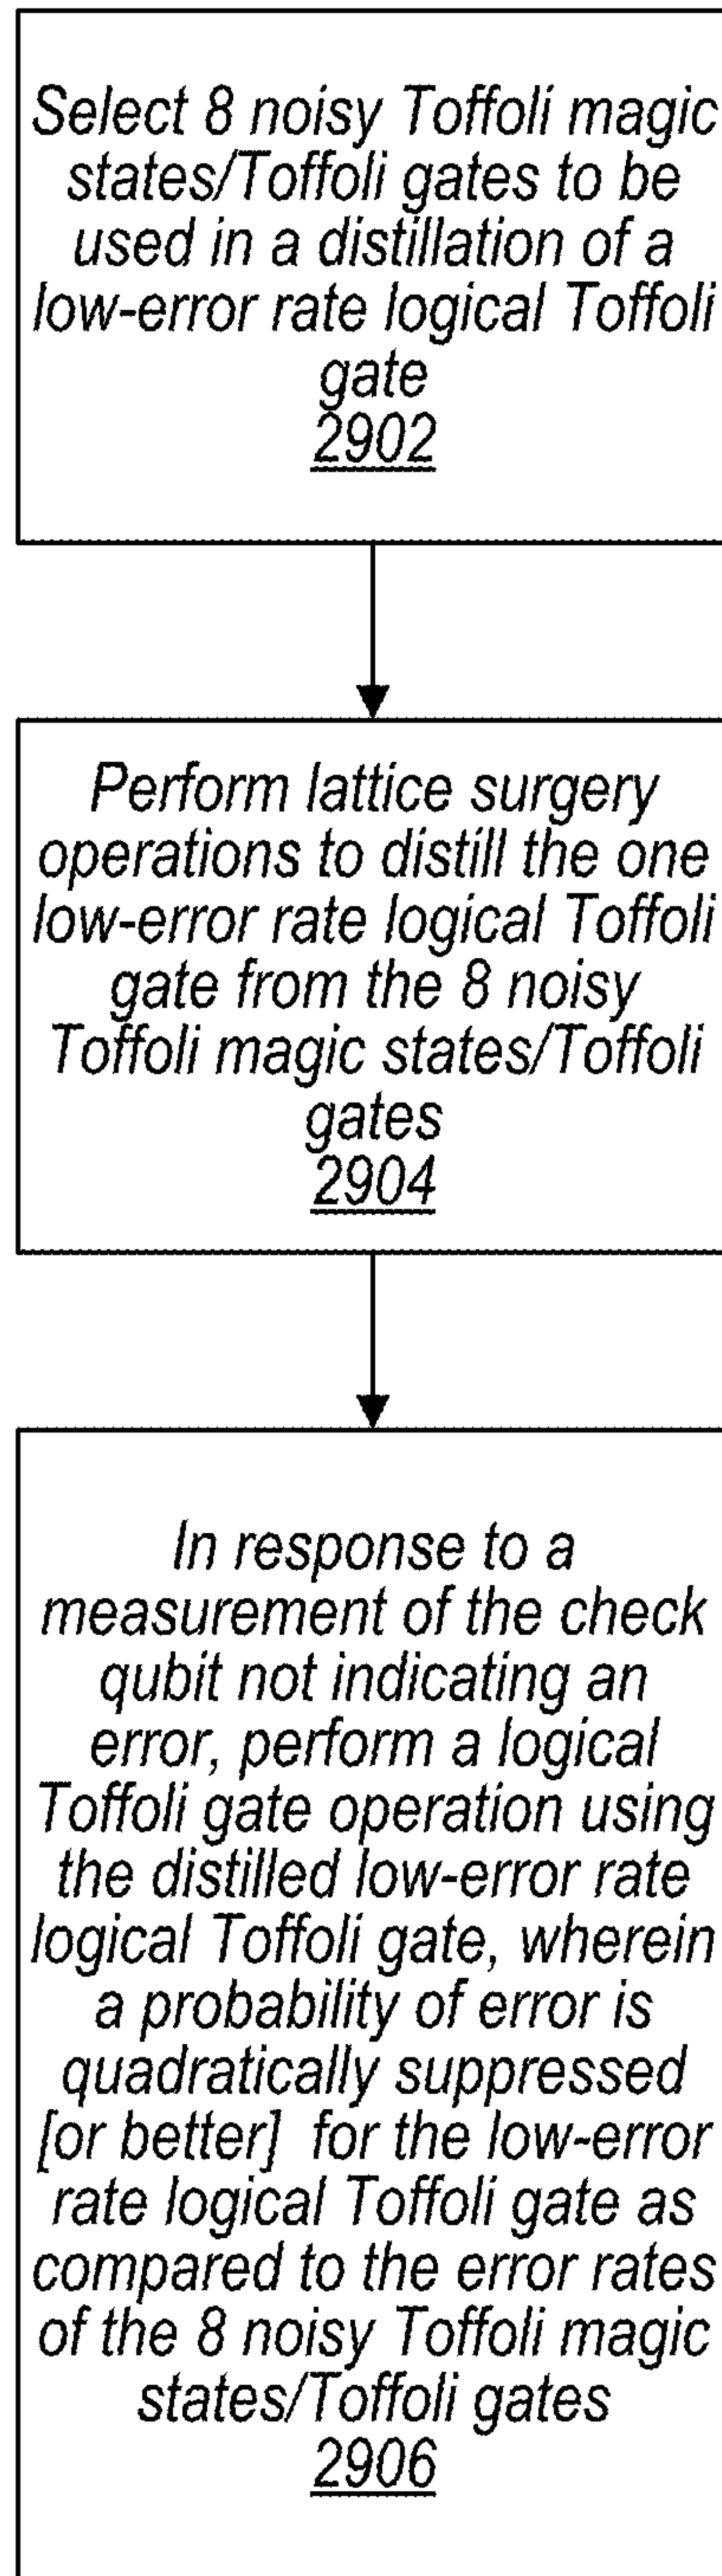 Select 8 noisy Toffoli magic
states/Toffoli gates to be
used in a distillation of a
low-error rate logical Toffoli
gate
2902
Perform lattice surgery
operations to distill the one
low-error rate logical Toffoli
gate from the 8 noisy
Toffoli magic states/Toffoli
gates
2904
In response to a
measurement of the check
qubit not indicating an
error, perform a logical
Toffoli gate operation using
the distilled low-error rate
logical Toffoli gate, wherein
a probability of error is
quadratically suppressed
[or better] for the low-error
rate logical Toffoli gate as
compared to the error rates
of the 8 noisy Toffoli magic
states/Toffoli gates
2906